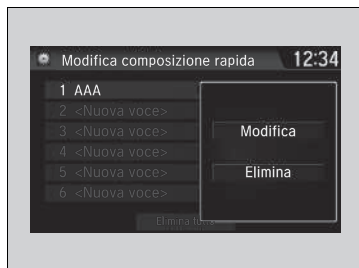 Modifica composizione rapida 12:34
1 AAA
2 <Nuova voce>
3 <Nuova voce>
4 <Nuova voce>
5 <Nuova voce>
6 <Nuova voce>
Modifica
Elimina
Elimina tutto